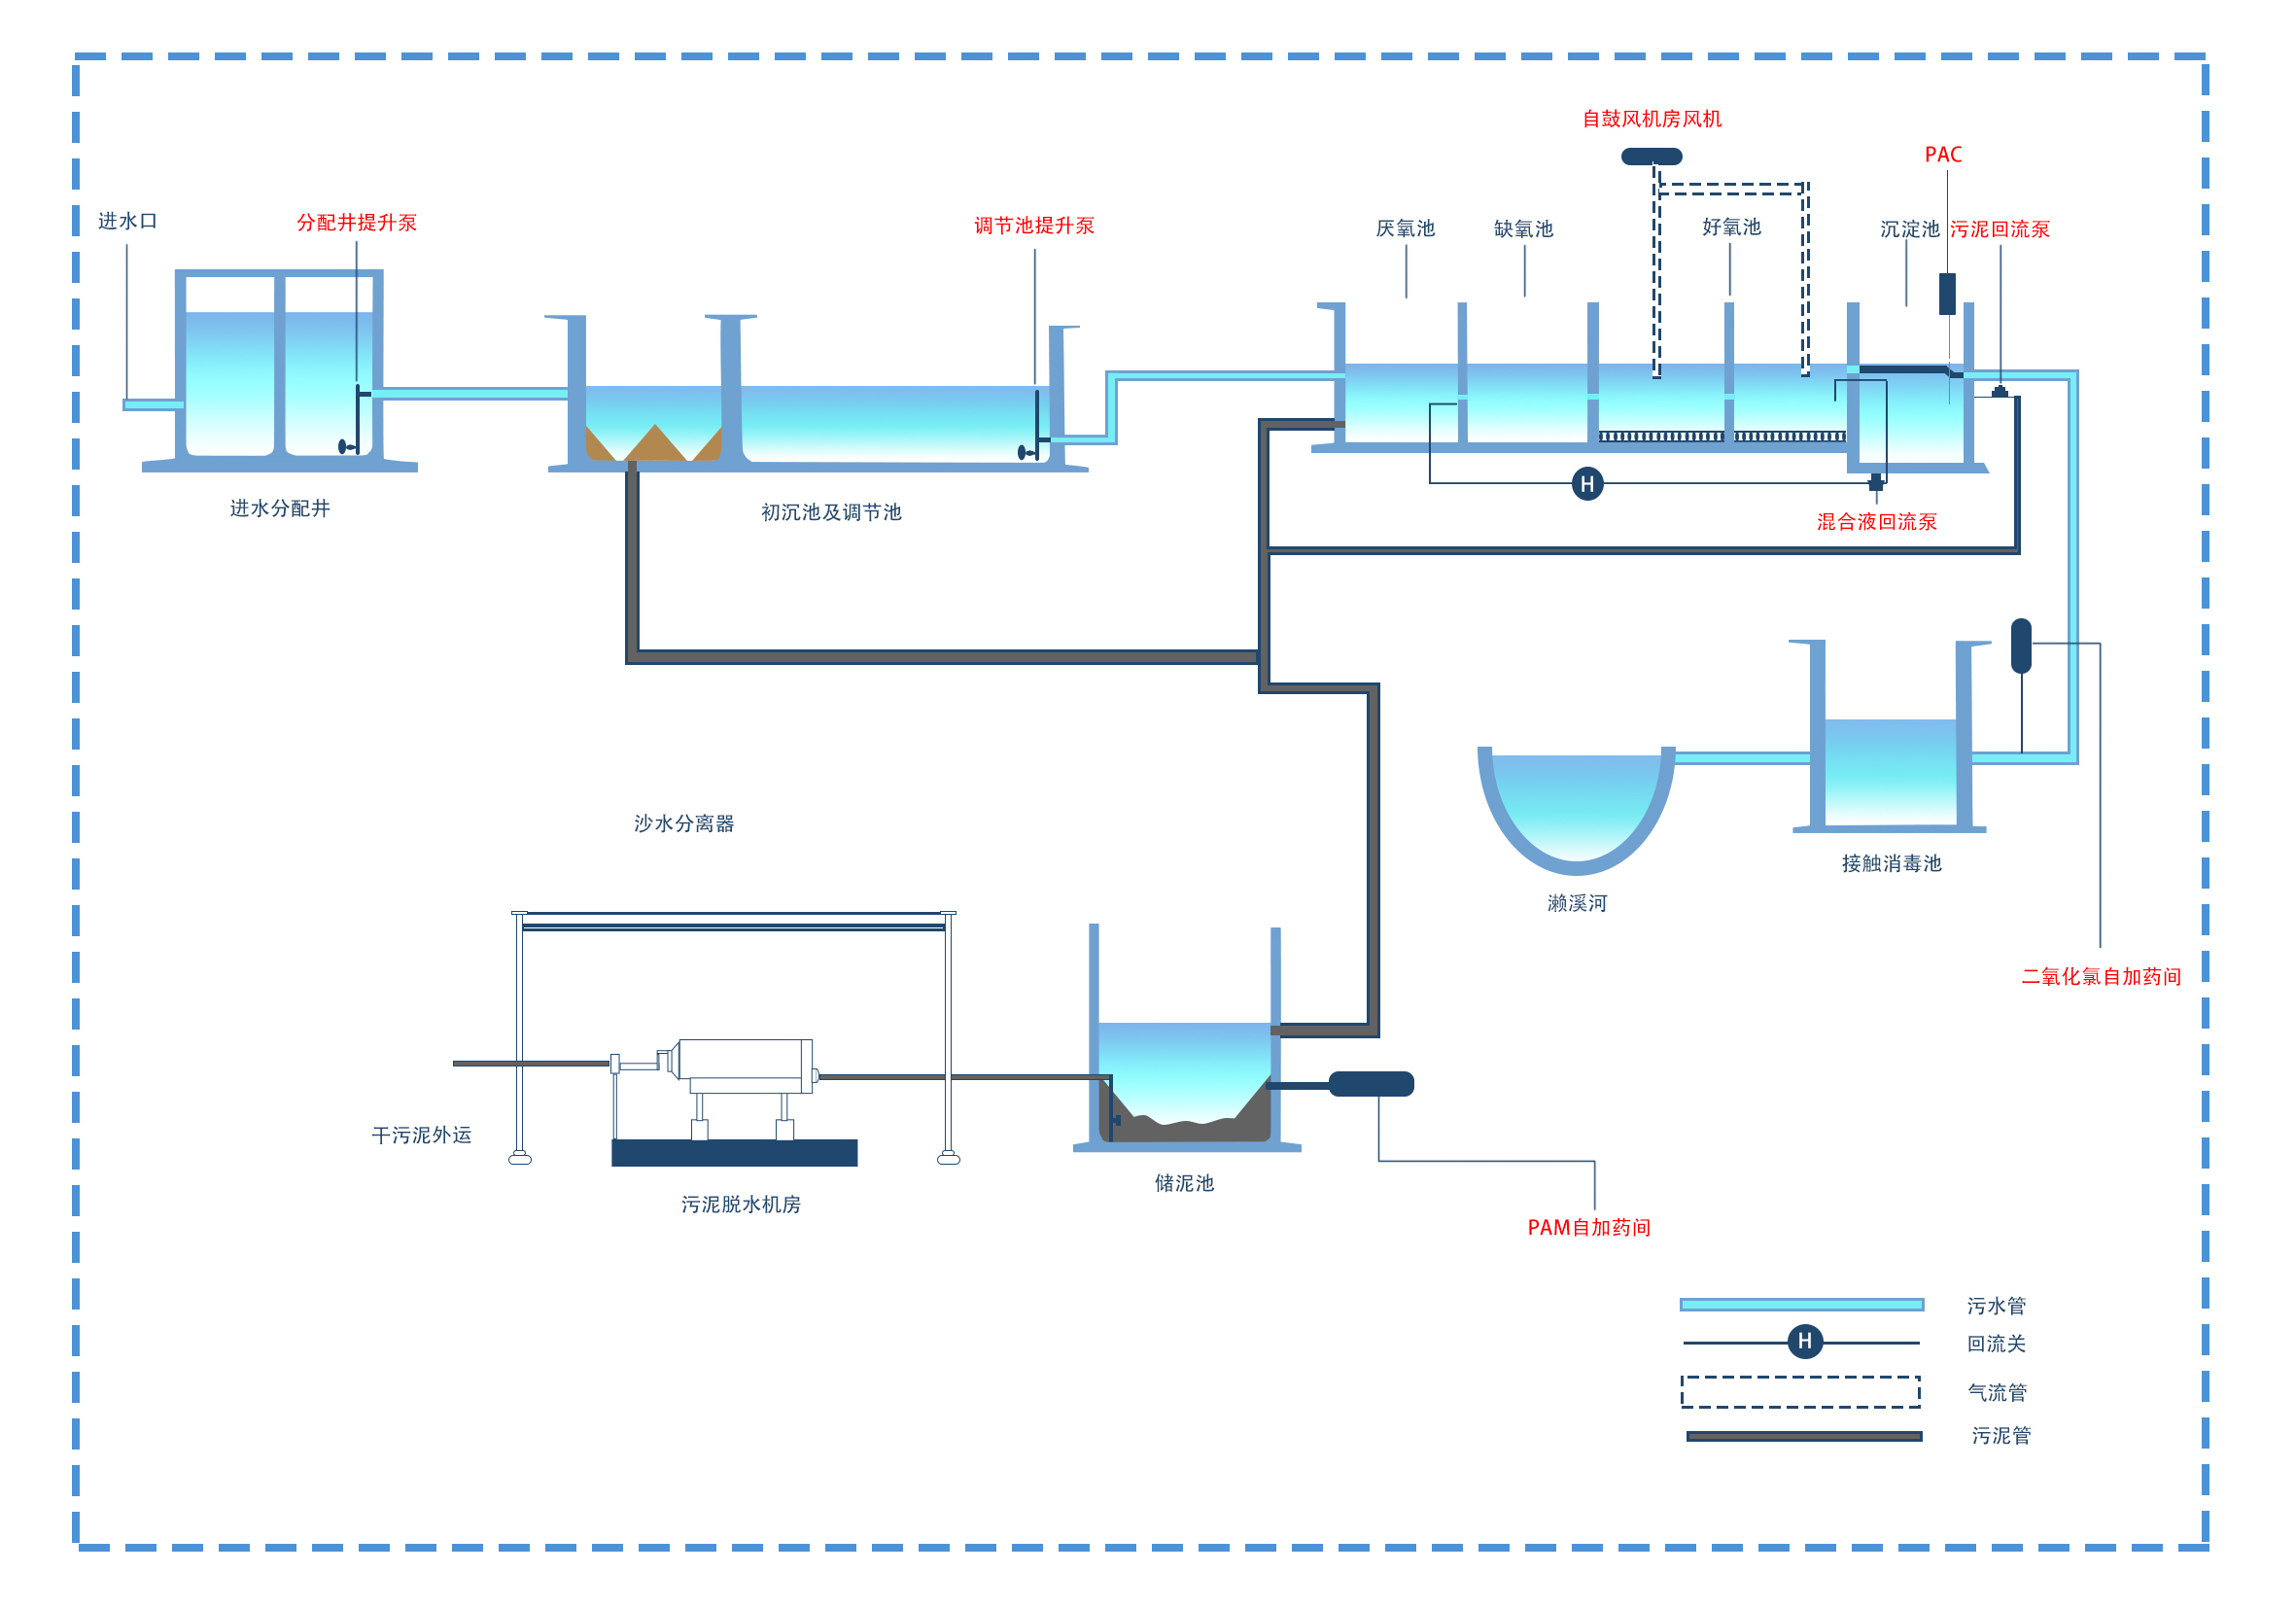 自鼓风机房风机
PAC
进水口
分配井提升泵
调节池提升泵
厌氧池
缺氧池
好氧池
沉淀池
污泥回流泵
H
进水分配井
初沉池及调节池
混合液回流泵
沙水分离器
接触消毒池
濑溪河
二氧化氯自加药间
干污泥外运
储泥池
污泥脱水机房
PAM自加药间
污水管
H
回流关
气流管
污泥管